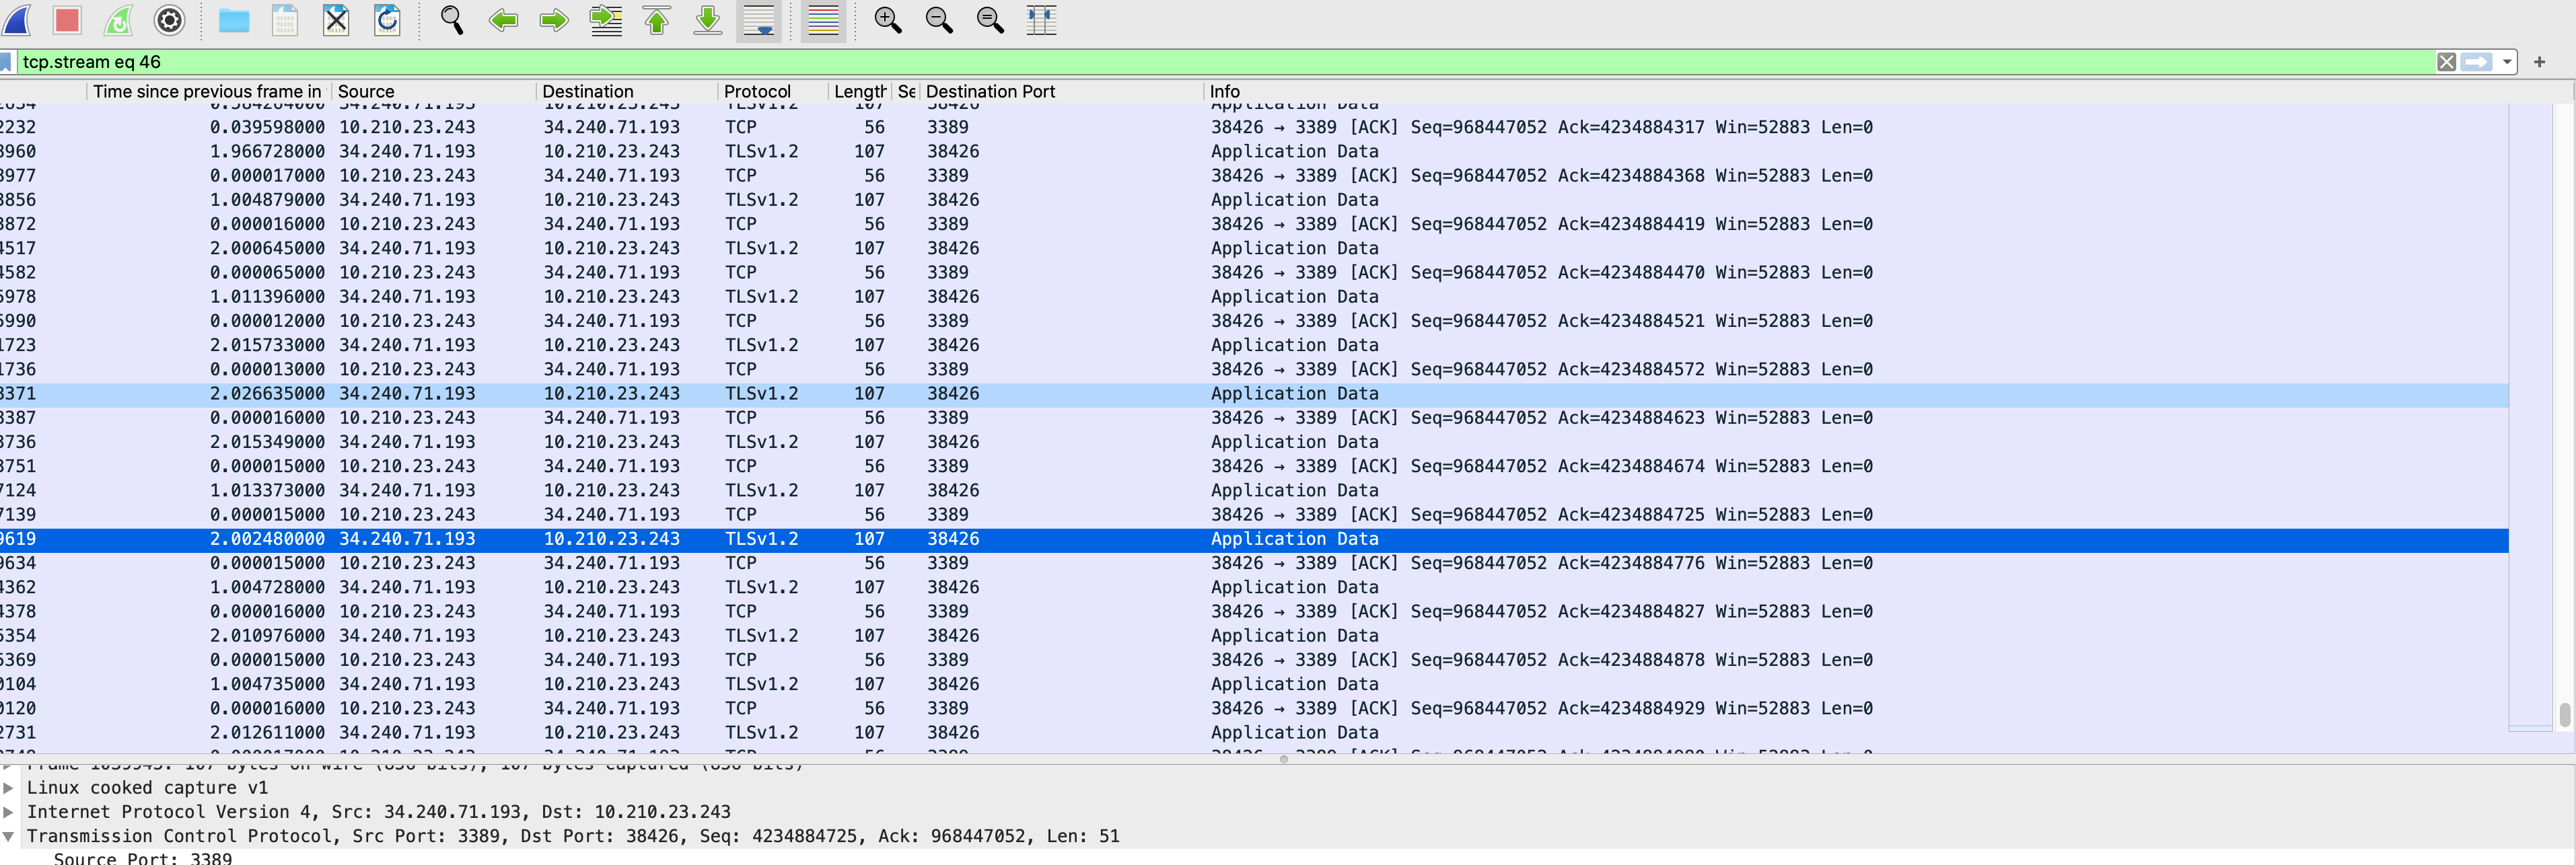 tcp.stream eq 46
Time since previous frame in Source Destination Protocol Length Se Destination Port Info
2634 0.384264000 34.240.71.193 10.210.23.243 TLSv1.2 107 38426 Application Data
2232 0.039598000 10.210.23.243 34.240.71.193 TCP 56 3389 38426 → 3389 [ACK] Seq=968447052 Ack=4234884317 Win=52883 Len=0
3960 1.966728000 34.240.71.193 10.210.23.243 TLSv1.2 107 38426 Application Data
3977 0.000017000 10.210.23.243 34.240.71.193 TCP 56 3389 38426 → 3389 [ACK] Seq=968447052 Ack=4234884368 Win=52883 Len=0
3856 1.004879000 34.240.71.193 10.210.23.243 TLSv1.2 107 38426 Application Data
3872 0.000016000 10.210.23.243 34.240.71.193 TCP 56 3389 38426 → 3389 [ACK] Seq=968447052 Ack=4234884419 Win=52883 Len=0
4517 2.000645000 34.240.71.193 10.210.23.243 TLSv1.2 107 38426 Application Data
4582 0.000065000 10.210.23.243 34.240.71.193 TCP 56 3389 38426 → 3389 [ACK] Seq=968447052 Ack=4234884470 Win=52883 Len=0
5978 1.011396000 34.240.71.193 10.210.23.243 TLSv1.2 107 38426 Application Data
5990 0.000012000 10.210.23.243 34.240.71.193 TCP 56 3389 38426 → 3389 [ACK] Seq=968447052 Ack=4234884521 Win=52883 Len=0
1723 2.015733000 34.240.71.193 10.210.23.243 TLSv1.2 107 38426 Application Data
1736 0.000013000 10.210.23.243 34.240.71.193 TCP 56 3389 38426 → 3389 [ACK] Seq=968447052 Ack=4234884572 Win=52883 Len=0
8371 2.026635000 34.240.71.193 10.210.23.243 TLSv1.2 107 38426 Application Data
8387 0.000016000 10.210.23.243 34.240.71.193 TCP 56 3389 38426 → 3389 [ACK] Seq=968447052 Ack=4234884623 Win=52883 Len=0
3736 2.015349000 34.240.71.193 10.210.23.243 TLSv1.2 107 38426 Application Data
3751 0.000015000 10.210.23.243 34.240.71.193 TCP 56 3389 38426 → 3389 [ACK] Seq=968447052 Ack=4234884674 Win=52883 Len=0
7124 1.013373000 34.240.71.193 10.210.23.243 TLSv1.2 107 38426 Application Data
7139 0.000015000 10.210.23.243 34.240.71.193 TCP 56 3389 38426 → 3389 [ACK] Seq=968447052 Ack=4234884725 Win=52883 Len=0
9619 2.002480000 34.240.71.193 10.210.23.243 TLSv1.2 107 38426 Application Data
9634 0.000015000 10.210.23.243 34.240.71.193 TCP 56 3389 38426 → 3389 [ACK] Seq=968447052 Ack=4234884776 Win=52883 Len=0
4362 1.004728000 34.240.71.193 10.210.23.243 TLSv1.2 107 38426 Application Data
4378 0.000016000 10.210.23.243 34.240.71.193 TCP 56 3389 38426 → 3389 [ACK] Seq=968447052 Ack=4234884827 Win=52883 Len=0
5354 2.010976000 34.240.71.193 10.210.23.243 TLSv1.2 107 38426 Application Data
5369 0.000015000 10.210.23.243 34.240.71.193 TCP 56 3389 38426 → 3389 [ACK] Seq=968447052 Ack=4234884878 Win=52883 Len=0
0104 1.004735000 34.240.71.193 10.210.23.243 TLSv1.2 107 38426 Application Data
0120 0.000016000 10.210.23.243 34.240.71.193 TCP 56 3389 38426 → 3389 [ACK] Seq=968447052 Ack=4234884929 Win=52883 Len=0
2731 2.012611000 34.240.71.193 10.210.23.243 TLSv1.2 107 38426 Application Data
Linux cooked capture v1
Internet Protocol Version 4, Src: 34.240.71.193, Dst: 10.210.23.243
Transmission Control Protocol, Src Port: 3389, Dst Port: 38426, Seq: 4234884725, Ack: 968447052, Len: 51
Source Port: 3389